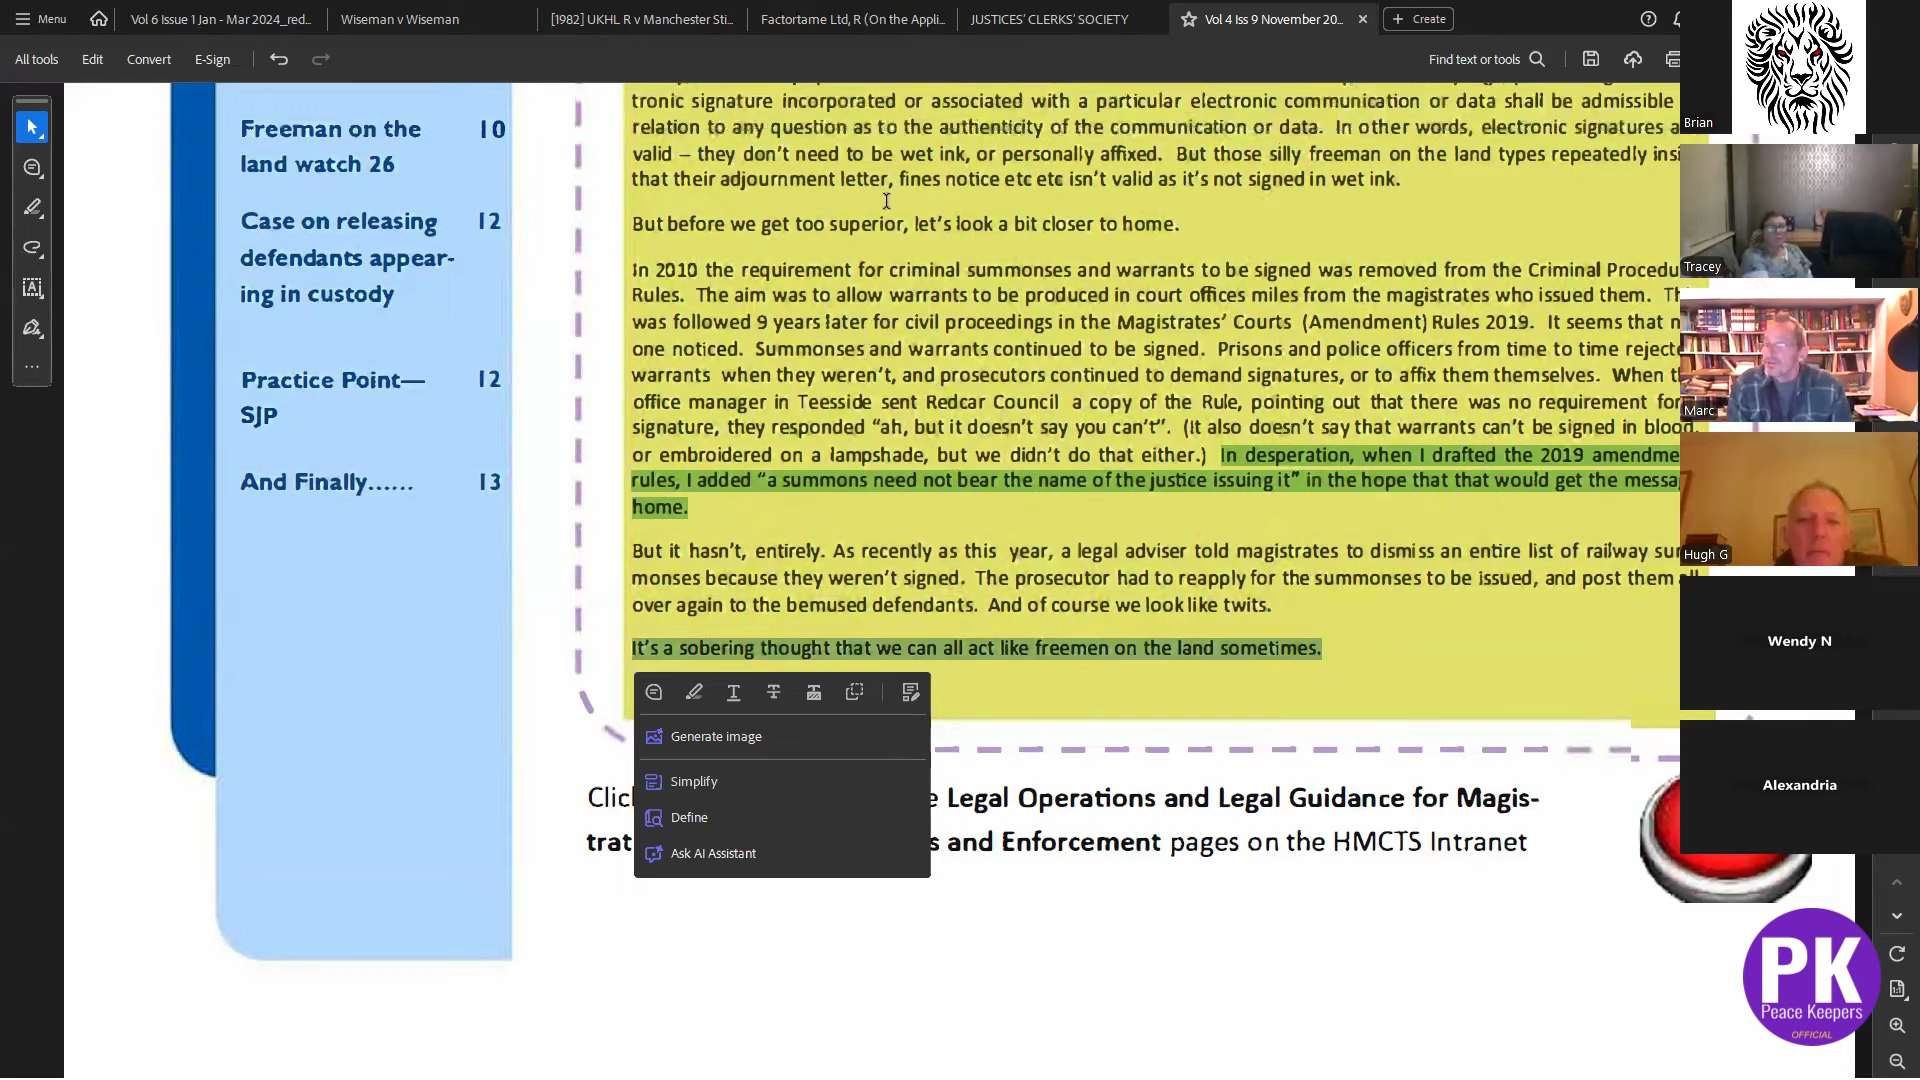 Menu
Vol 6 Issue 1 Jan - Mar 2024_red...
Wiseman v Wiseman
[1982] UKHL R v Manchester Sti...
Factortame Ltd, R (On the Appli...
JUSTICES' CLERKS' SOCIETY
Vol 4 Iss 9 November 20...
Create
All tools
Edit
Convert
E-Sign
Find text or tools
Freeman on the 10
land watch 26
Case on releasing 12
defendants appear-
ing in custody
Practice Point— 12
SJP
And Finally...... 13
tronic signature incorporated or associated with a particular electronic communication or data shall be admissible
relation to any question as to the authenticity of the communication or data. In other words, electronic signatures a
valid – they don't need to be wet ink, or personally affixed. But those silly freeman on the land types repeatedly insi
that their adjournment letter, fines notice etc etc isn't valid as it's not signed in wet ink.
But before we get too superior, let's look a bit closer to home.
In 2010 the requirement for criminal summonses and warrants to be signed was removed from the Criminal Procedu
Rules. The aim was to allow warrants to be produced in court offices miles from the magistrates who issued them. Th
was followed 9 years later for civil proceedings in the Magistrates' Courts (Amendment) Rules 2019. It seems that n
one noticed. Summonses and warrants continued to be signed. Prisons and police officers from time to time rejecte
warrants when they weren't, and prosecutors continued to demand signatures, or to affix them themselves. When th
office manager in Teesside sent Redcar Council a copy of the Rule, pointing out that there was no requirement for
signature, they responded "ah, but it doesn't say you can't". (It also doesn't say that warrants can't be signed in blood,
or embroidered on a lampshade, but we didn't do that either.) In desperation, when I drafted the 2019 amendme
rules, I added "a summons need not bear the name of the justice issuing it" in the hope that that would get the messa
home.
But it hasn't, entirely. As recently as this year, a legal adviser told magistrates to dismiss an entire list of railway sum
monses because they weren't signed. The prosecutor had to reapply for the summonses to be issued, and post them all
over again to the bemused defendants. And of course we look like twits.
It's a sobering thought that we can all act like freemen on the land sometimes.
Generate image
Simplify
Define
Ask AI Assistant
Clic e Legal Operations and Legal Guidance for Magis-
trat s and Enforcement pages on the HMCTS Intranet
Brian
Tracey
Marc
Hugh G
Wendy N
Alexandria
PK
Peace Keepers
OFFICIAL